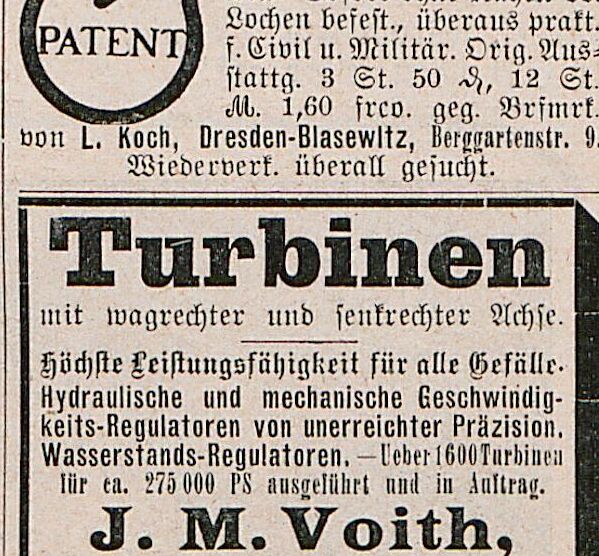 PATENT
Lochen befest., überaus prakt.
f. Civil u. Militär. Orig. Aus-
stattg. 3 St. 50 ₰, 12 St.
M. 1,60 frco. geg. Brfmrk.
von L. Koch, Dresden-Blasewitz, Berggartenstr. 9.
Wiederverk. überall gesucht.
Turbinen
mit wagrechter und senkrechter Achse.
Höchste Leistungsfähigkeit für alle Gefälle.
Hydraulische und mechanische Geschwindig-
keits-Regulatoren von unerreichter Präzision.
Wasserstands-Regulatoren. — Ueber 1600 Turbinen
für ca. 275 000 PS ausgeführt und in Auftrag.
J. M. Voith,